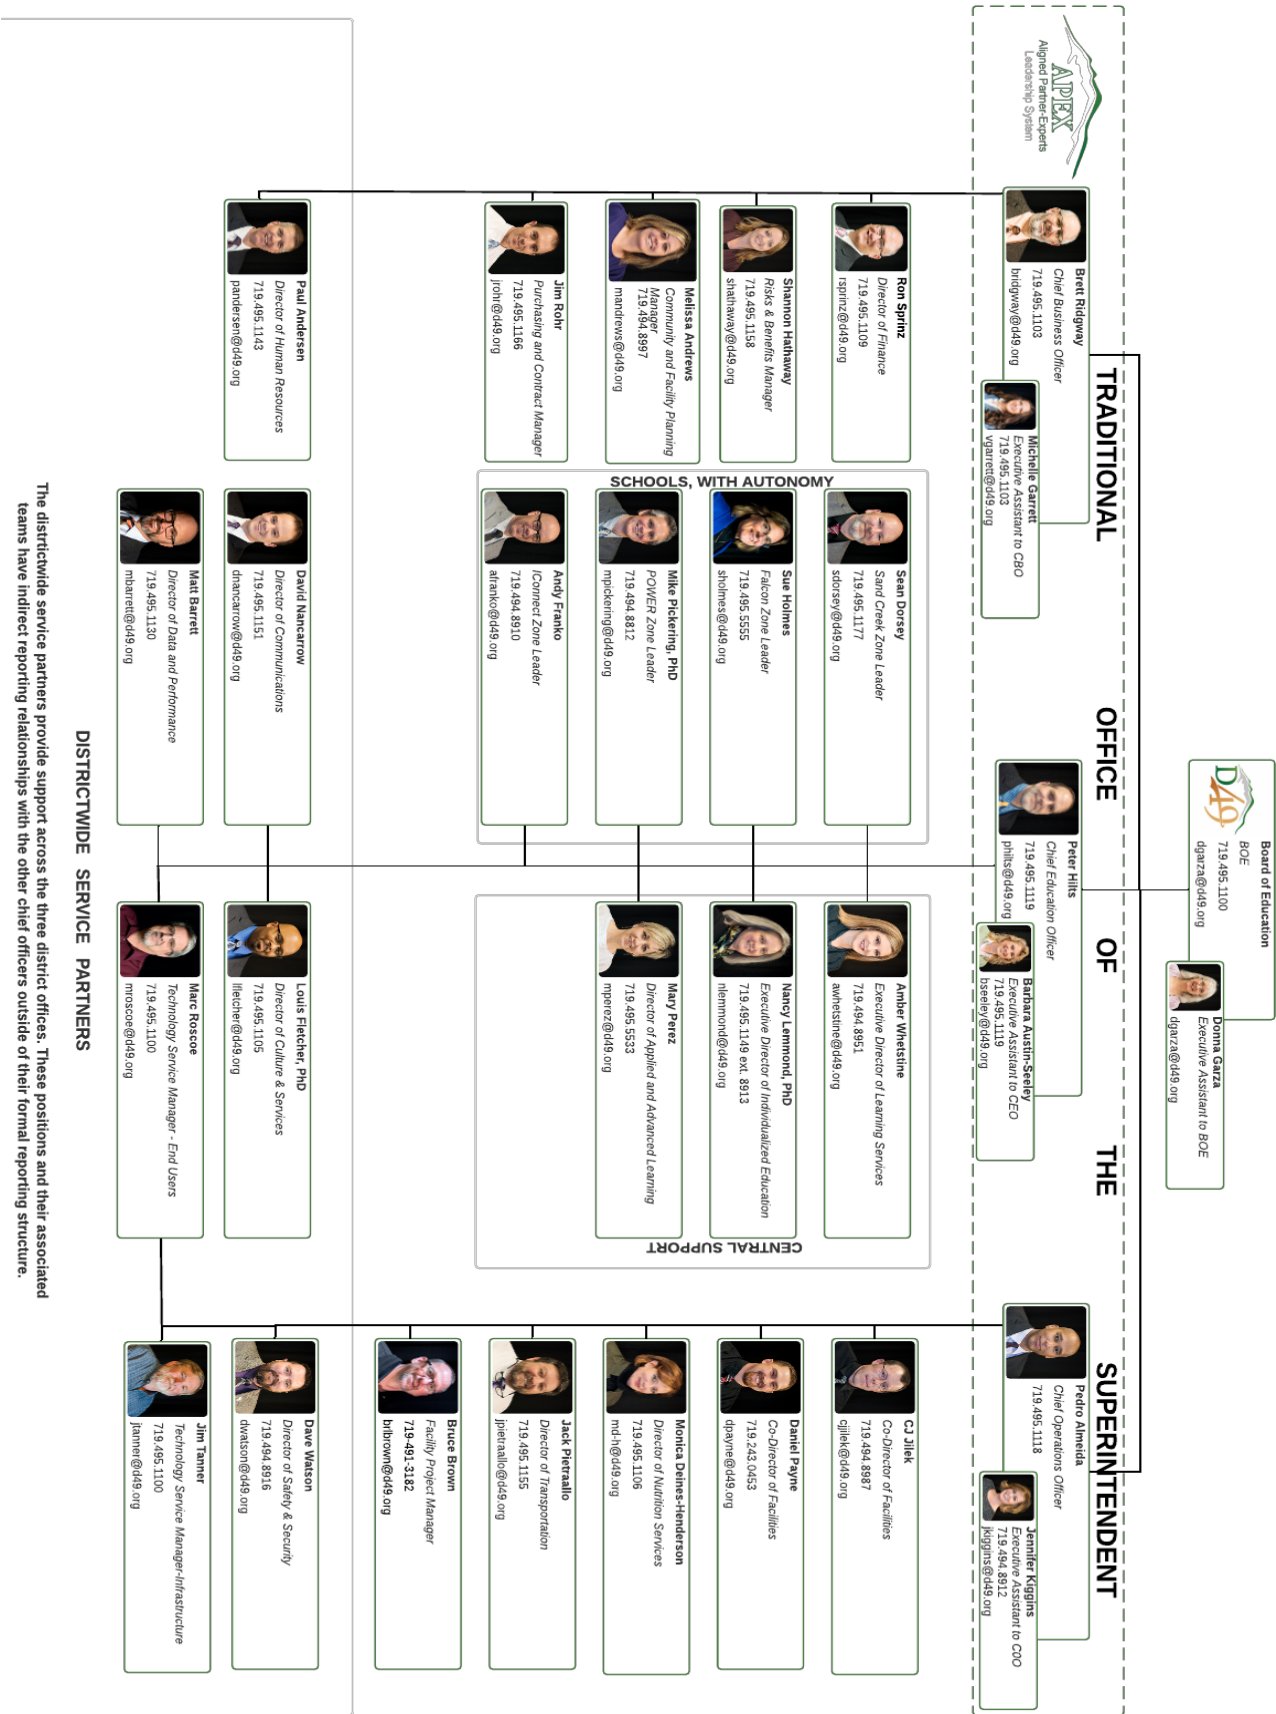 Board of Education
BOE
719.495.1100
dgarza@d49.org
D49
Donna Garza
Executive Assistant to BOE
dgarza@d49.org
APEX
Aligned Partner-Experts
Leadership System
TRADITIONAL OFFICE OF THE SUPERINTENDENT
Brett Ridgway
Chief Business Officer
719.495.1103
bridgway@d49.org
Michelle Garrett
Executive Assistant to CBO
719.495.1103
vgarrett@d49.org
Peter Hilts
Chief Education Officer
719.495.1119
philts@d49.org
Barbara Austin-Seeley
Executive Assistant to CEO
719.495.1119
bseeley@d49.org
Pedro Almeida
Chief Operations Officer
719.495.1118
Jennifer Kiggins
Executive Assistant to COO
719.494.8912
jkiggins@d49.org
Ron Sprinz
Director of Finance
719.495.1109
rsprinz@d49.org
Shannon Hathaway
Risks & Benefits Manager
719.495.1158
shathaway@d49.org
Melissa Andrews
Community and Facility Planning
Manager
719.494.8997
mandrews@d49.org
Jim Rohr
Purchasing and Contract Manager
719.495.1166
jrohr@d49.org
SCHOOLS, WITH AUTONOMY
Sean Dorsey
Sand Creek Zone Leader
719.495.1177
sdorsey@d49.org
Sue Holmes
Falcon Zone Leader
719.495.5555
sholmes@d49.org
Mike Pickering, PhD
POWER Zone Leader
719.494.8812
mpickering@d49.org
Andy Franko
iConnect Zone Leader
719.494.8910
afranko@d49.org
CENTRAL SUPPORT
Amber Whetstine
Executive Director of Learning Services
719.494.8951
awhetstine@d49.org
Nancy Lemmond, PhD
Executive Director of Individualized Education
719.495.1149 ext. 8913
nlemmond@d49.org
Mary Perez
Director of Applied and Advanced Learning
719.495.5533
mperez@d49.org
CJ Jilek
Co-Director of Facilities
719.494.8987
cjjilek@d49.org
Daniel Payne
Co-Director of Facilities
719.243.0453
dpayne@d49.org
Monica Deines-Henderson
Director of Nutrition Services
719.495.1106
md-h@d49.org
Jack Pietraallo
Director of Transportation
719.495.1155
jpietraallo@d49.org
Bruce Brown
Facility Project Manager
719-491-3182
brlbrown@d49.org
Paul Andersen
Director of Human Resources
719.495.1143
pandersen@d49.org
David Nancarrow
Director of Communications
719.495.1151
dnancarrow@d49.org
Louis Fletcher, PhD
Director of Culture & Services
719.495.1105
lfletcher@d49.org
Dave Watson
Director of Safety & Security
719.494.8916
dwatson@d49.org
Matt Barrett
Director of Data and Performance
719.495.1130
mbarrett@d49.org
Marc Roscoe
Technology Service Manager - End Users
719.495.1100
mroscoe@d49.org
Jim Tanner
Technology Service Manager-Infrastructure
719.495.1100
jtanner@d49.org
DISTRICTWIDE SERVICE PARTNERS
The districtwide service partners provide support across the three district offices. These positions and their associated
teams have indirect reporting relationships with the other chief officers outside of their formal reporting structure.